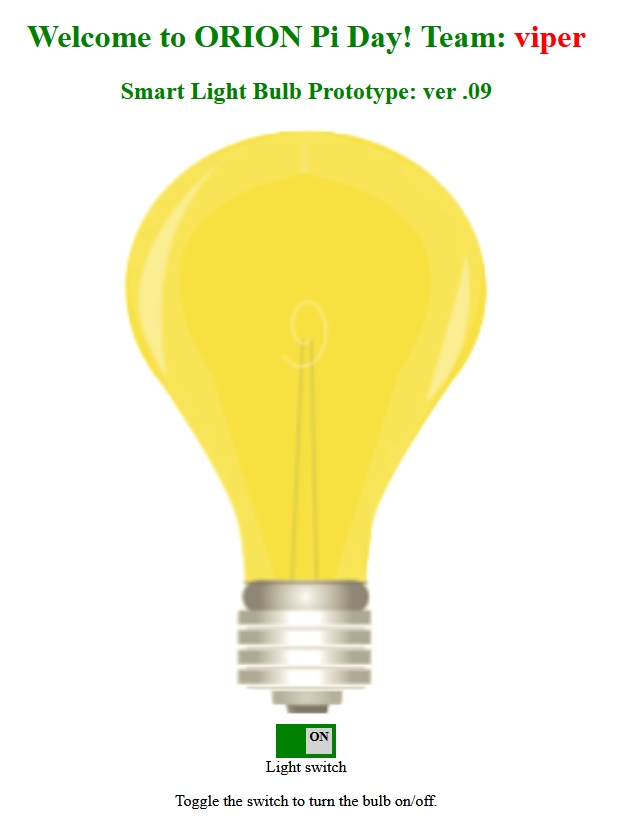 Welcome to ORION Pi Day! Team: viper
Smart Light Bulb Prototype: ver .09
ON
Light switch
Toggle the switch to turn the bulb on/off.